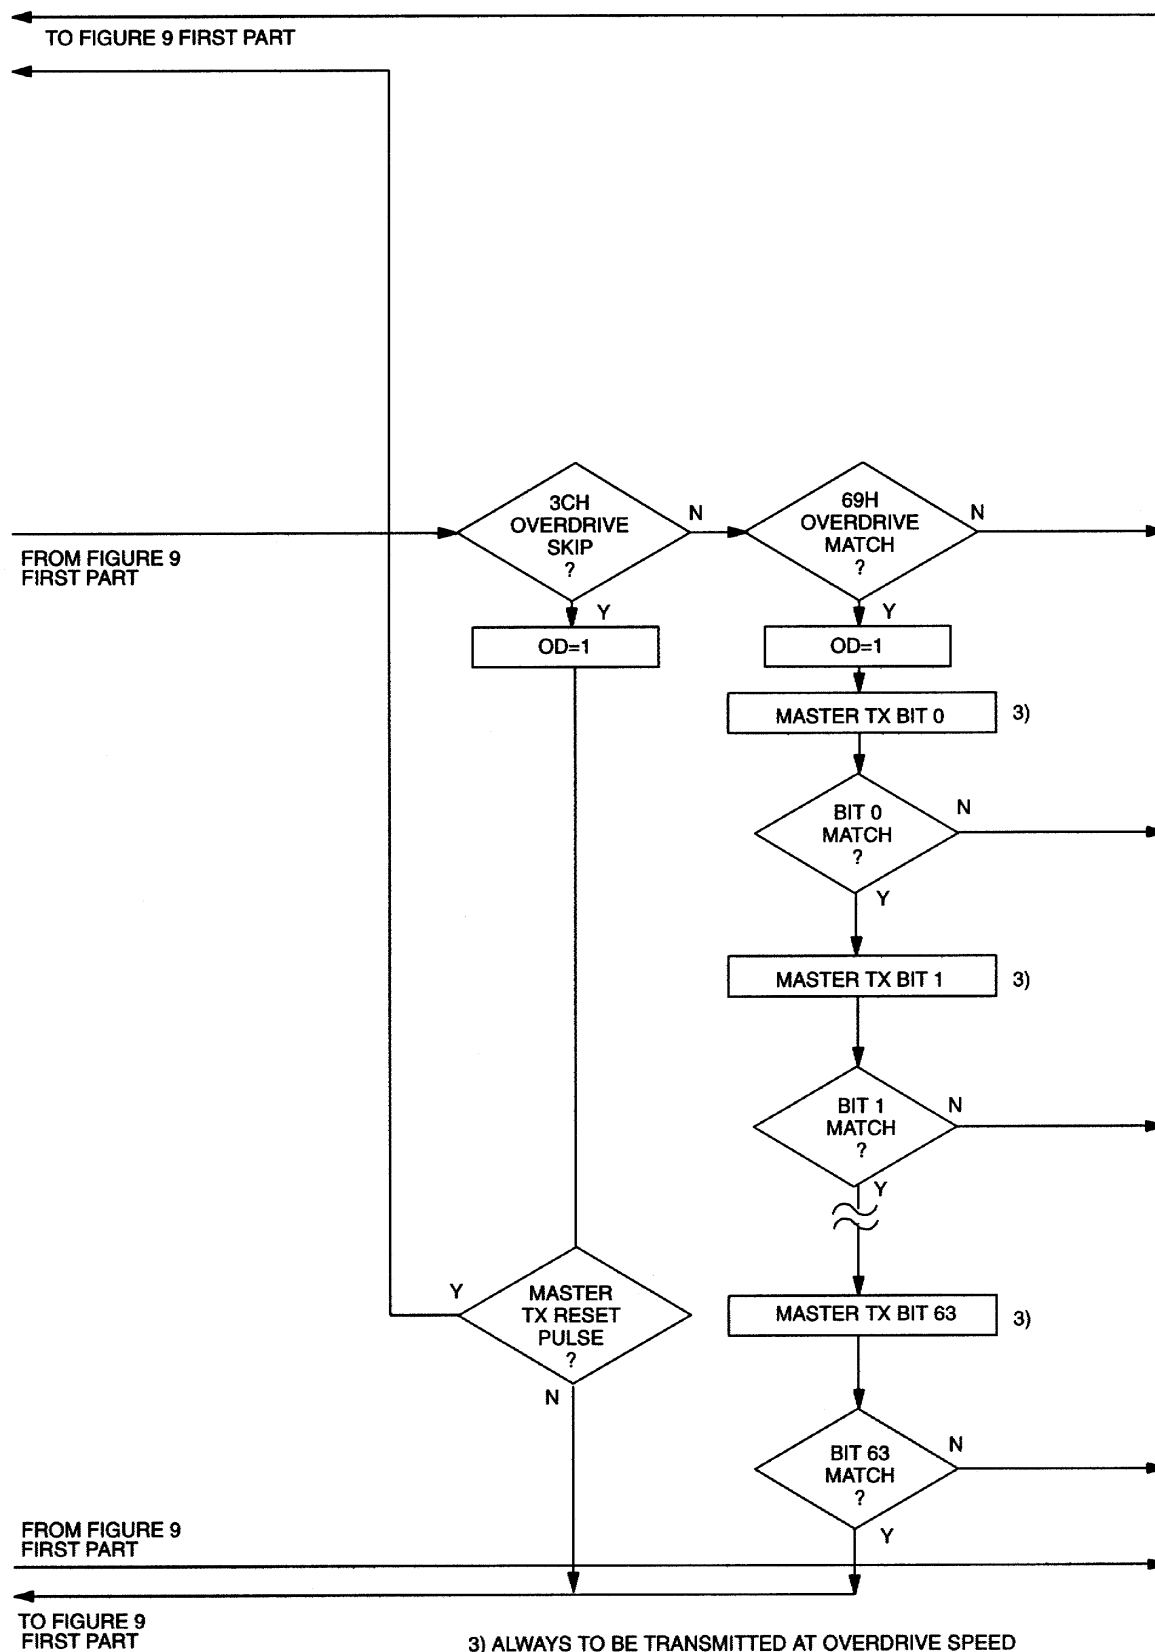 TO FIGURE 9 FIRST PART
3CH
OVERDRIVE
SKIP
?
N
69H
OVERDRIVE
MATCH
?
N
FROM FIGURE 9
FIRST PART
Y
Y
OD=1
OD=1
MASTER TX BIT 0
3)
BIT 0
MATCH
?
N
Y
MASTER TX BIT 1
3)
BIT 1
MATCH
?
N
Y
Y
MASTER
TX RESET
PULSE
?
N
MASTER TX BIT 63
3)
BIT 63
MATCH
?
N
Y
FROM FIGURE 9
FIRST PART
TO FIGURE 9
FIRST PART
3) ALWAYS TO BE TRANSMITTED AT OVERDRIVE SPEED